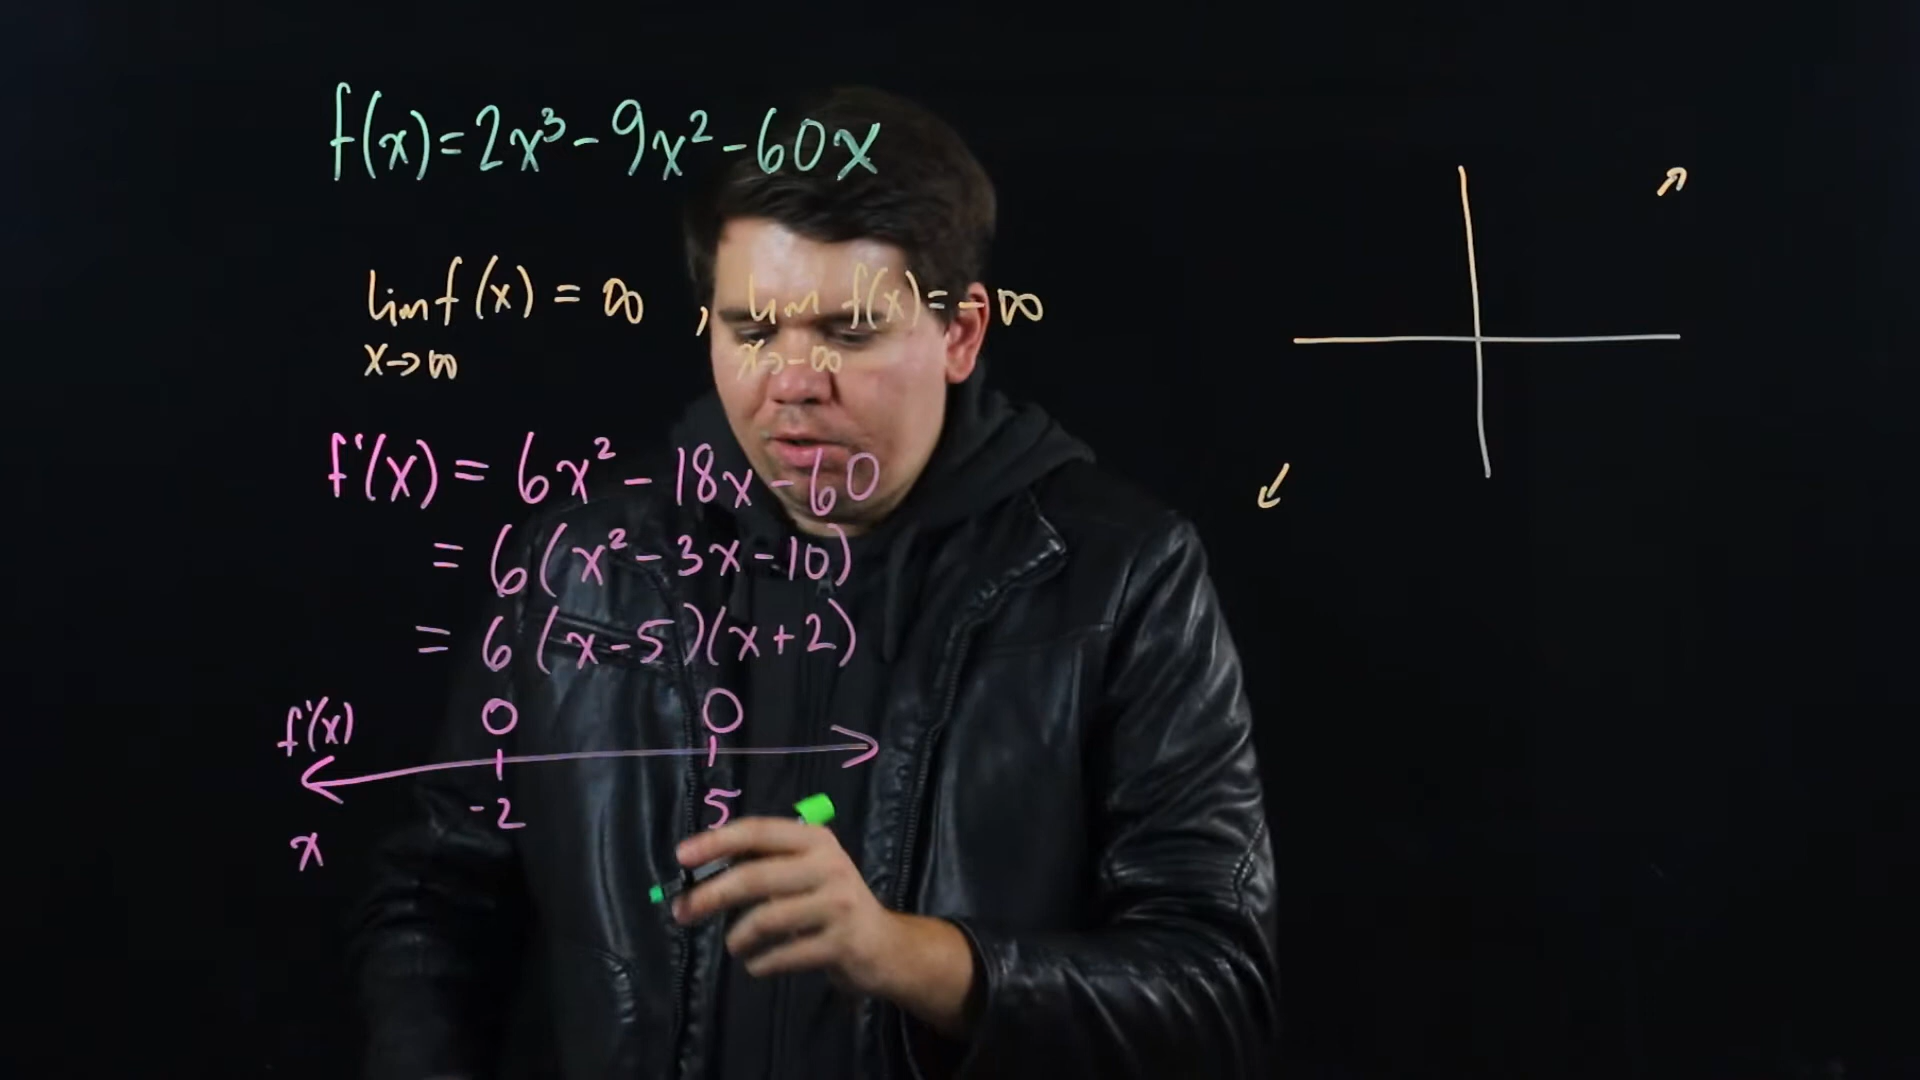 f(x)=2x³-9x²-60x
lim f(x) = ∞ , lim f(x)=-∞
x→∞ x→-∞
f'(x) = 6x² - 18x - 60
= 6(x² - 3x - 10)
= 6(x-5)(x+2)
f'(x) 0 0
-2 5
x